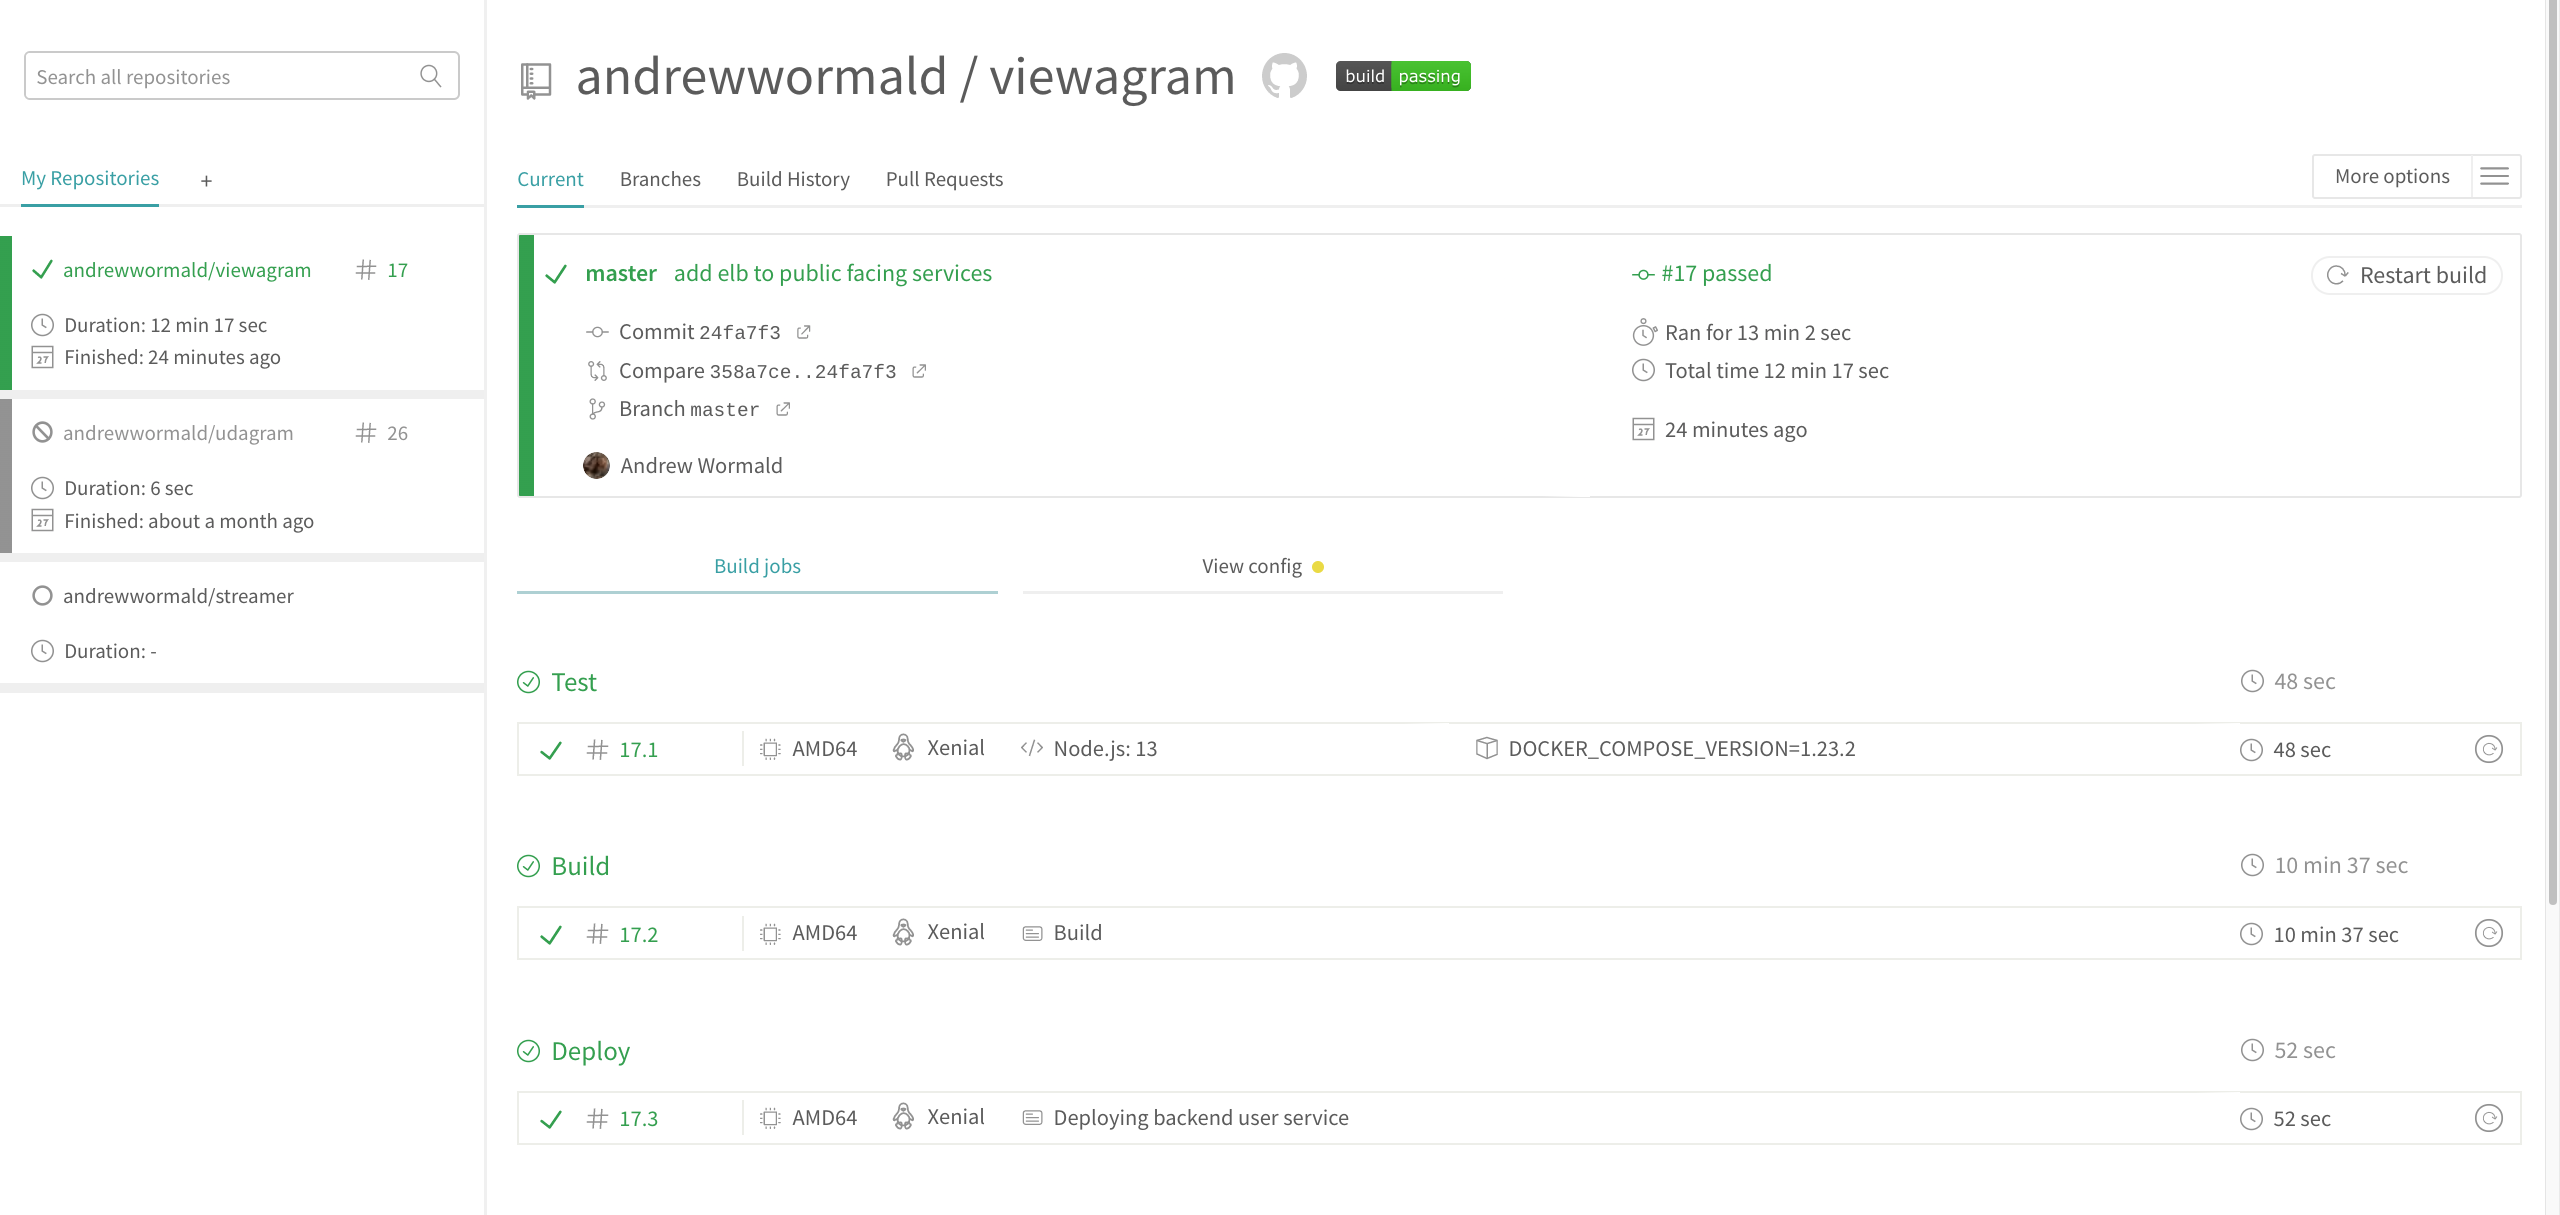 Search all repositories
My Repositories +
andrewwormald/viewagram # 17
Duration: 12 min 17 sec
27 Finished: 24 minutes ago
andrewwormald/udagram # 26
Duration: 6 sec
27 Finished: about a month ago
andrewwormald/streamer
Duration: -
andrewwormald / viewagram build passing
Current Branches Build History Pull Requests More options
master add elb to public facing services #17 passed Restart build
Commit 24fa7f3 Ran for 13 min 2 sec
Compare 358a7ce..24fa7f3 Total time 12 min 17 sec
Branch master
27 24 minutes ago
Andrew Wormald
Build jobs View config
Test 48 sec
# 17.1 AMD64 Xenial </> Node.js: 13 DOCKER_COMPOSE_VERSION=1.23.2 48 sec
Build 10 min 37 sec
# 17.2 AMD64 Xenial Build 10 min 37 sec
Deploy 52 sec
# 17.3 AMD64 Xenial Deploying backend user service 52 sec